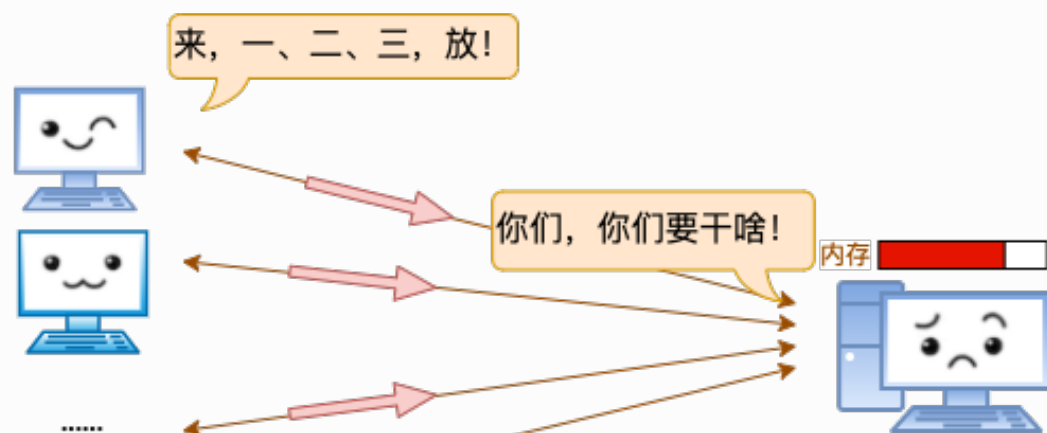 来，一、二、三，放！
你们，你们要干啥！
内存
......